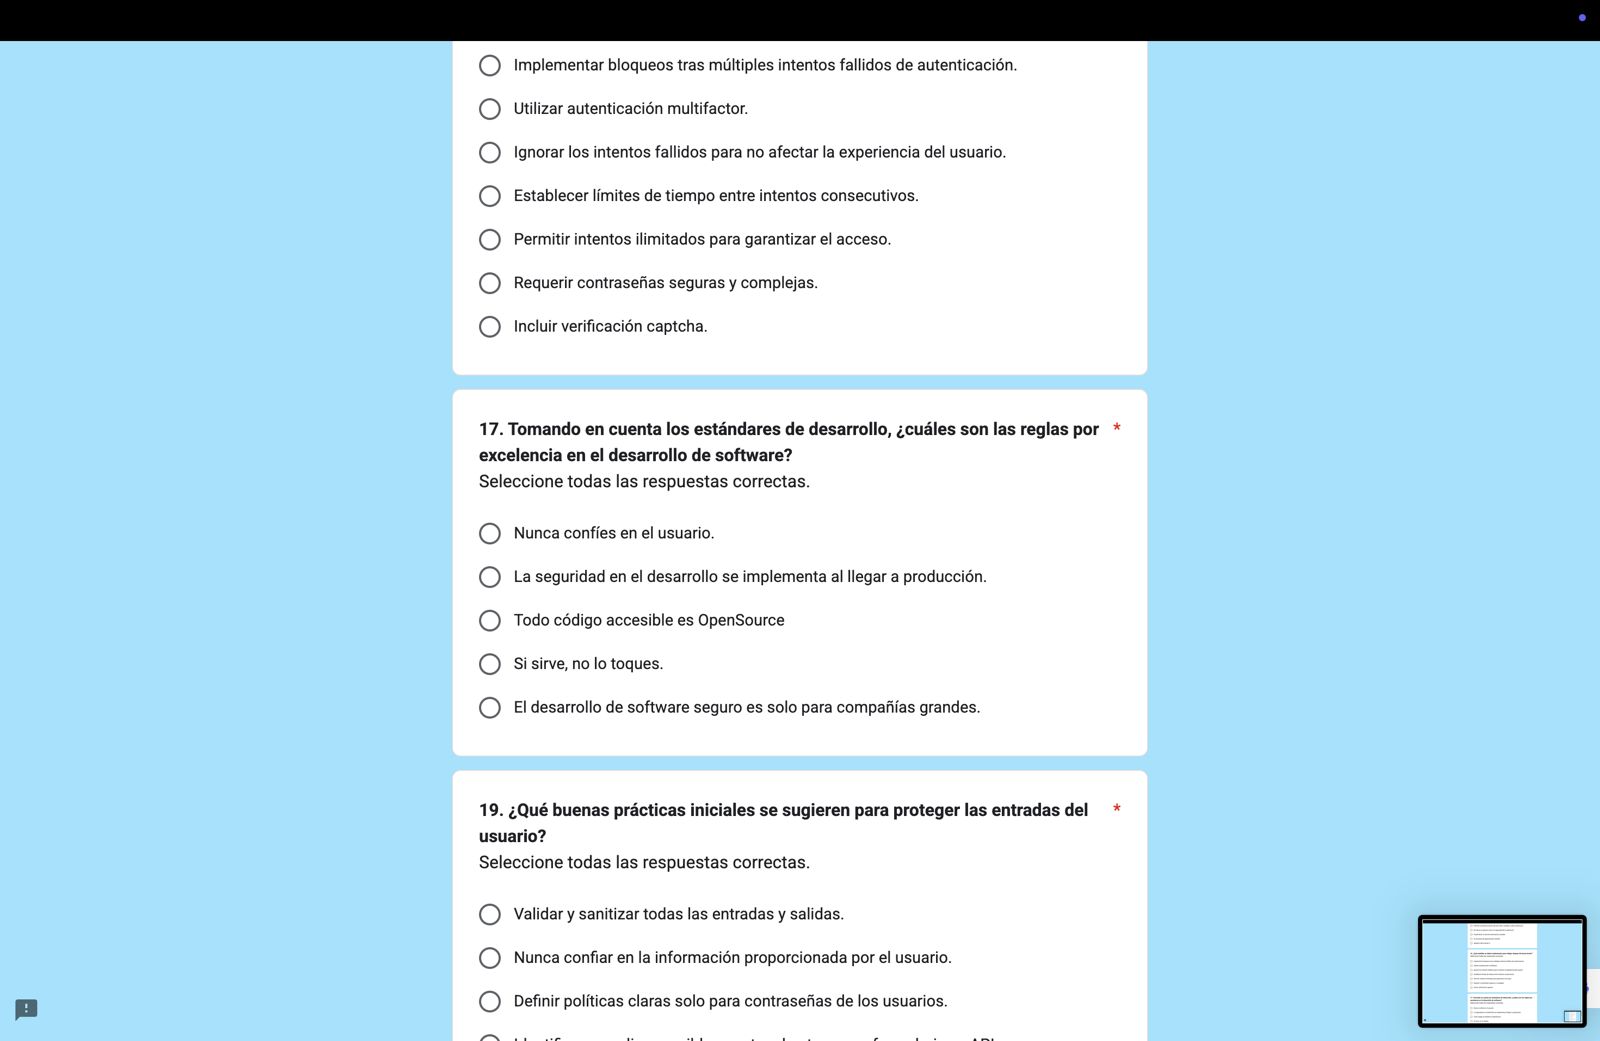 Implementar bloqueos tras múltiples intentos fallidos de autenticación.
Utilizar autenticación multifactor.
Ignorar los intentos fallidos para no afectar la experiencia del usuario.
Establecer límites de tiempo entre intentos consecutivos.
Permitir intentos ilimitados para garantizar el acceso.
Requerir contraseñas seguras y complejas.
Incluir verificación captcha.
17. Tomando en cuenta los estándares de desarrollo, ¿cuáles son las reglas por *
excelencia en el desarrollo de software?
Seleccione todas las respuestas correctas.
Nunca confíes en el usuario.
La seguridad en el desarrollo se implementa al llegar a producción.
Todo código accesible es OpenSource
Si sirve, no lo toques.
El desarrollo de software seguro es solo para compañías grandes.
19. ¿Qué buenas prácticas iniciales se sugieren para proteger las entradas del *
usuario?
Seleccione todas las respuestas correctas.
Validar y sanitizar todas las entradas y salidas.
Nunca confiar en la información proporcionada por el usuario.
Definir políticas claras solo para contraseñas de los usuarios.